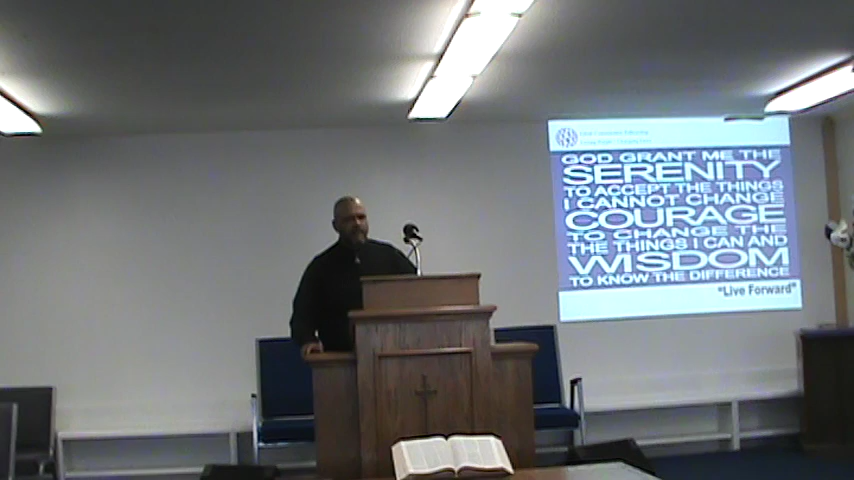 GOD GRANT ME THE
SERENITY
TO ACCEPT THE THINGS
I CANNOT CHANGE
COURAGE
TO CHANGE THE
THE THINGS I CAN AND
WISDOM
TO KNOW THE DIFFERENCE
"Live Forward"